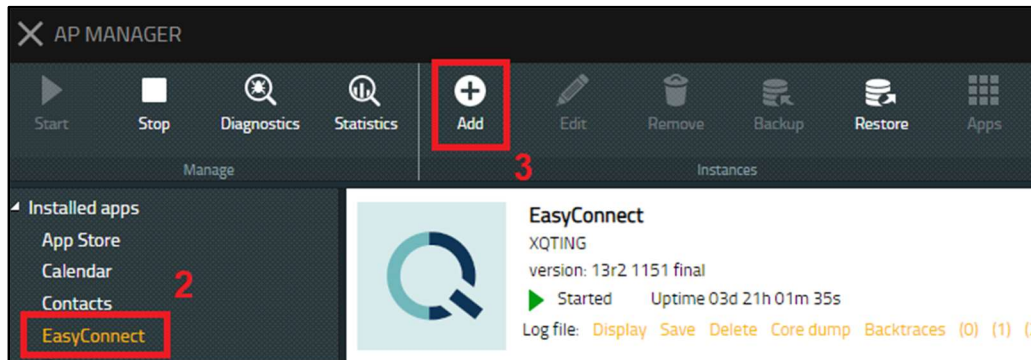 AP MANAGER
Start Stop Diagnostics Statistics Add Edit Remove Backup Restore Apps
Manage 3 Instances
Installed apps
App Store
Calendar
Contacts
2
EasyConnect
EasyConnect
XQTING
version: 13r2 1151 final
Started Uptime 03d 21h 01m 35s
Log file: Display Save Delete Core dump Backtraces (0) (1)